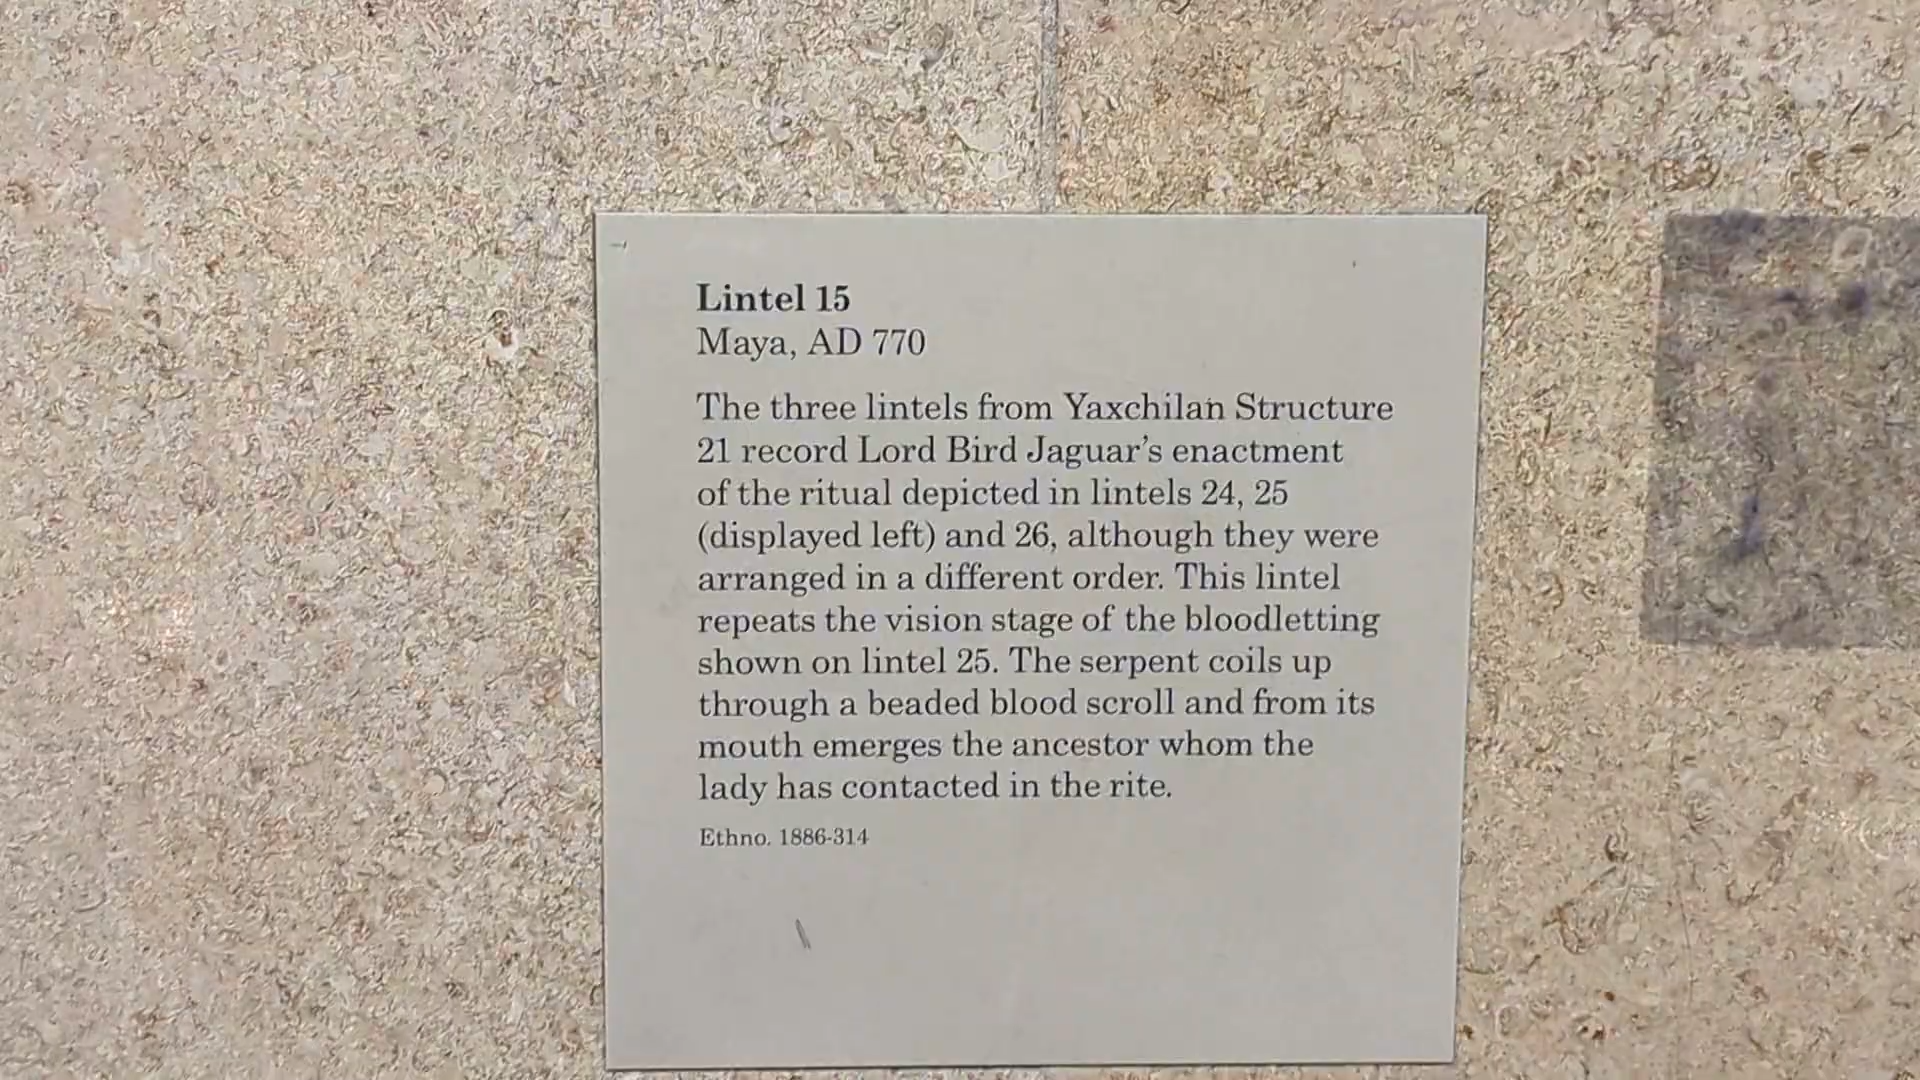 Lintel 15
Maya, AD 770
The three lintels from Yaxchilan Structure
21 record Lord Bird Jaguar's enactment
of the ritual depicted in lintels 24, 25
(displayed left) and 26, although they were
arranged in a different order. This lintel
repeats the vision stage of the bloodletting
shown on lintel 25. The serpent coils up
through a beaded blood scroll and from its
mouth emerges the ancestor whom the
lady has contacted in the rite.
Ethno. 1886-314